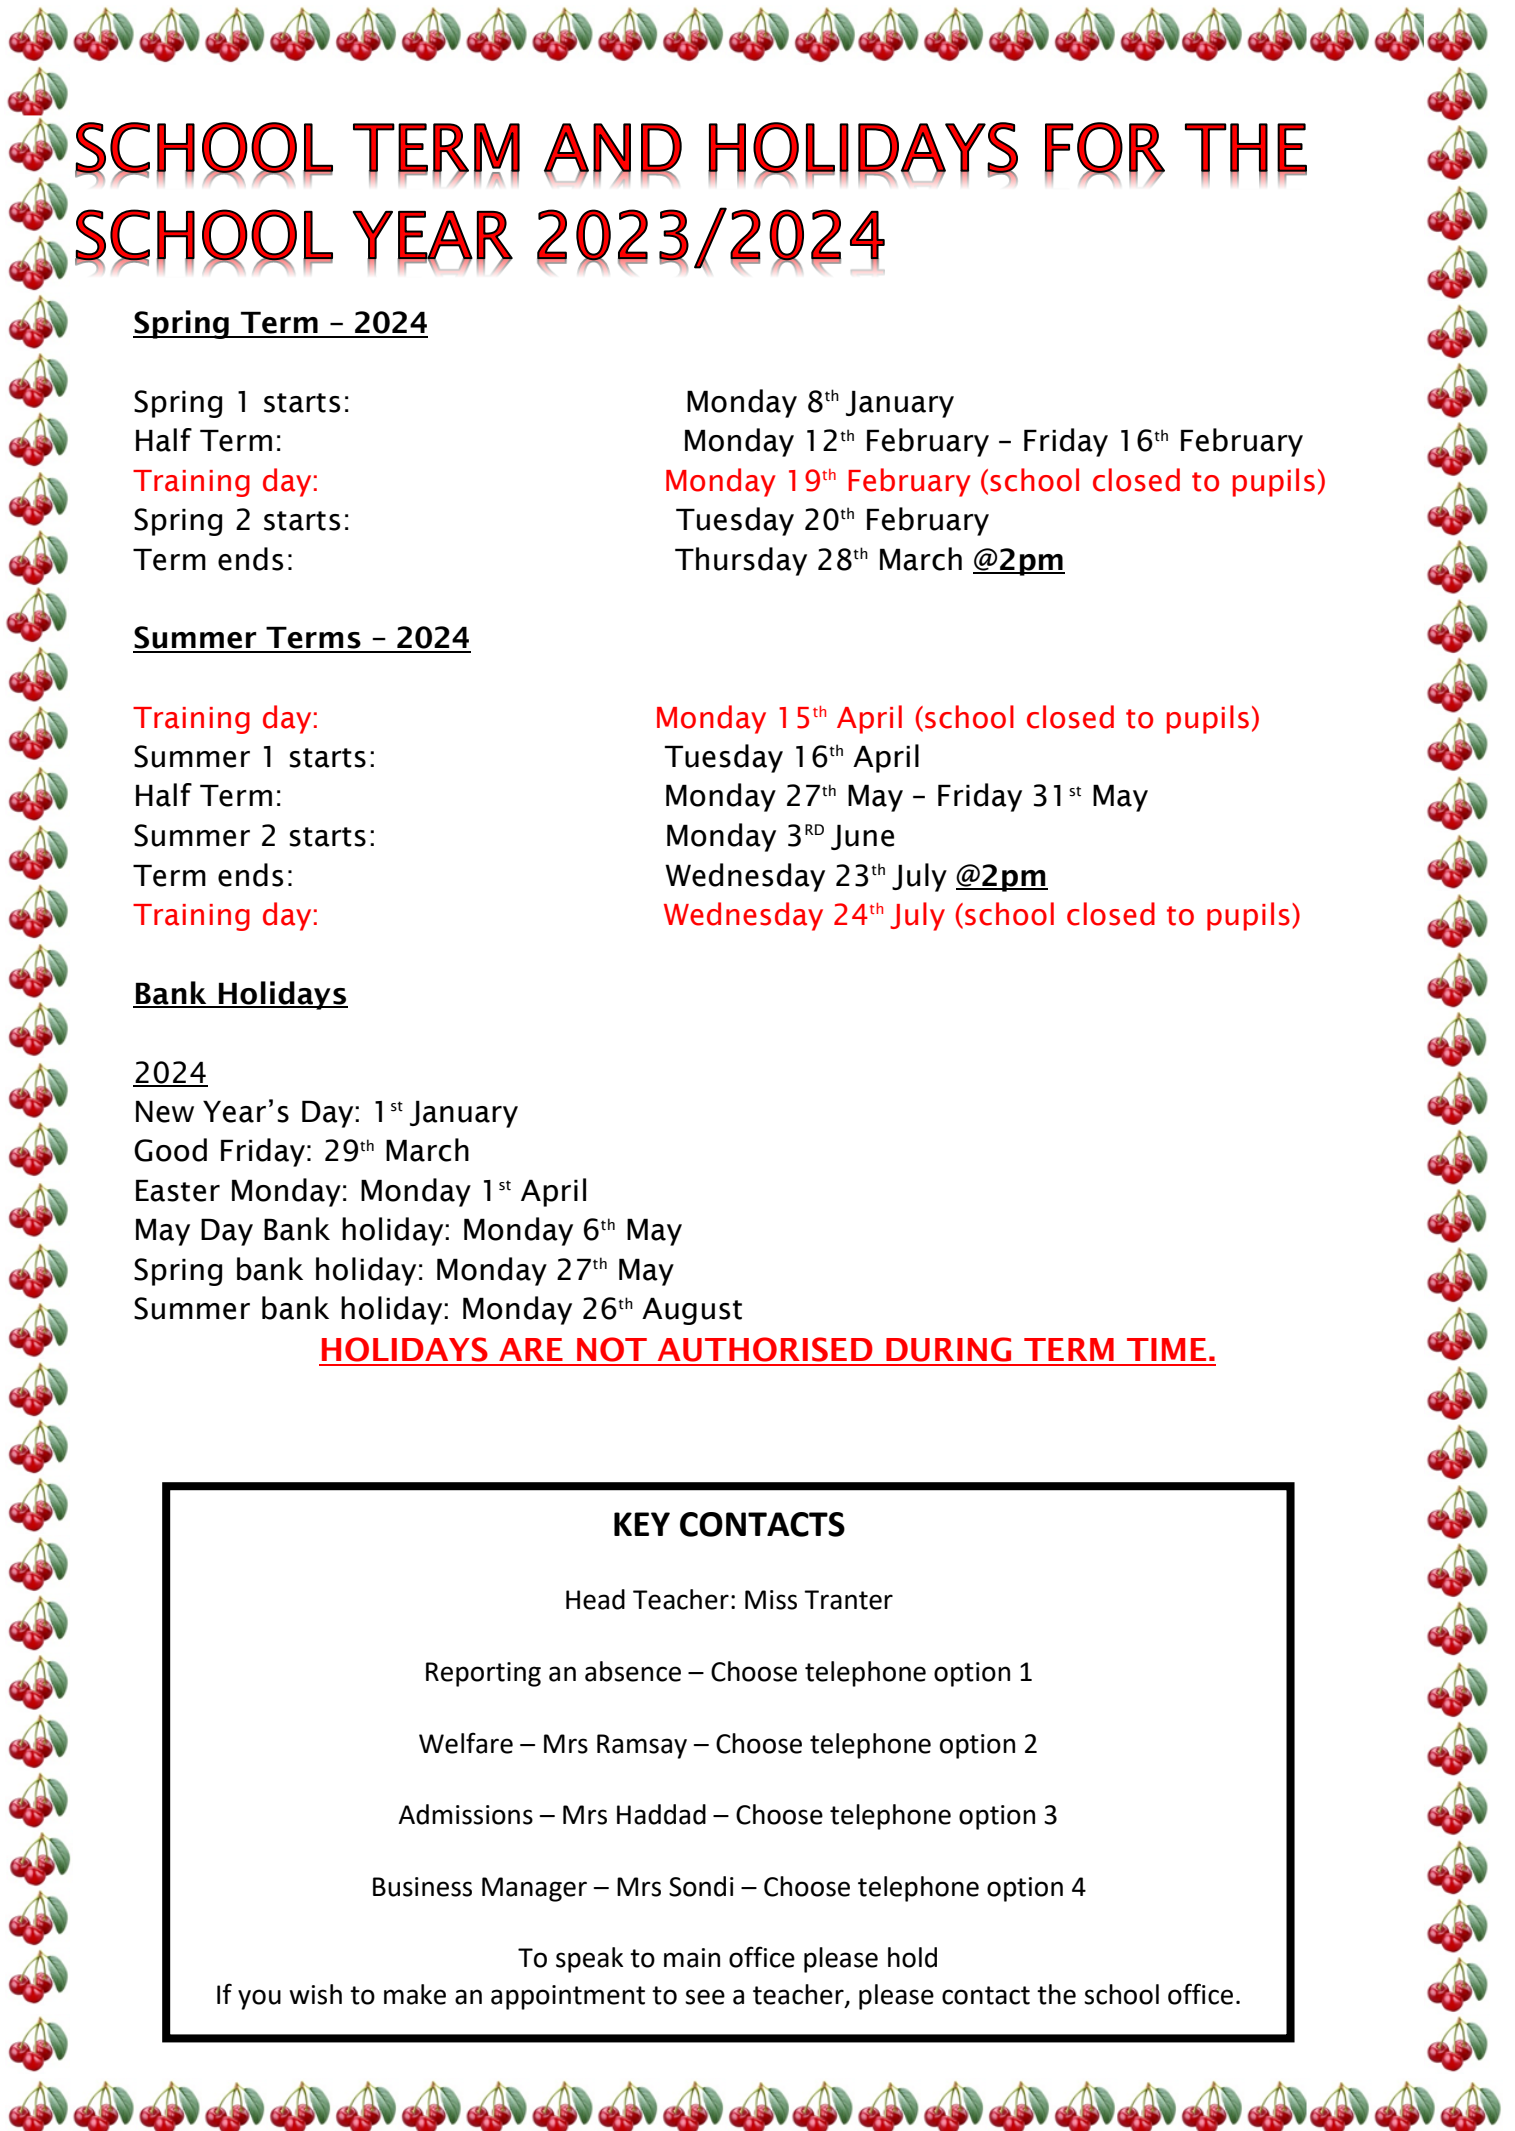 SCHOOL TERM AND HOLIDAYS FOR THE
SCHOOL YEAR 2023/2024
Spring Term – 2024
Spring 1 starts: Monday 8th January
Half Term: Monday 12th February – Friday 16th February
Training day: Monday 19th February (school closed to pupils)
Spring 2 starts: Tuesday 20th February
Term ends: Thursday 28th March @2pm
Summer Terms – 2024
Training day: Monday 15th April (school closed to pupils)
Summer 1 starts: Tuesday 16th April
Half Term: Monday 27th May – Friday 31st May
Summer 2 starts: Monday 3RD June
Term ends: Wednesday 23th July @2pm
Training day: Wednesday 24th July (school closed to pupils)
Bank Holidays
2024
New Year’s Day: 1st January
Good Friday: 29th March
Easter Monday: Monday 1st April
May Day Bank holiday: Monday 6th May
Spring bank holiday: Monday 27th May
Summer bank holiday: Monday 26th August
HOLIDAYS ARE NOT AUTHORISED DURING TERM TIME.
KEY CONTACTS
Head Teacher: Miss Tranter
Reporting an absence – Choose telephone option 1
Welfare – Mrs Ramsay – Choose telephone option 2
Admissions – Mrs Haddad – Choose telephone option 3
Business Manager – Mrs Sondi – Choose telephone option 4
To speak to main office please hold
If you wish to make an appointment to see a teacher, please contact the school office.